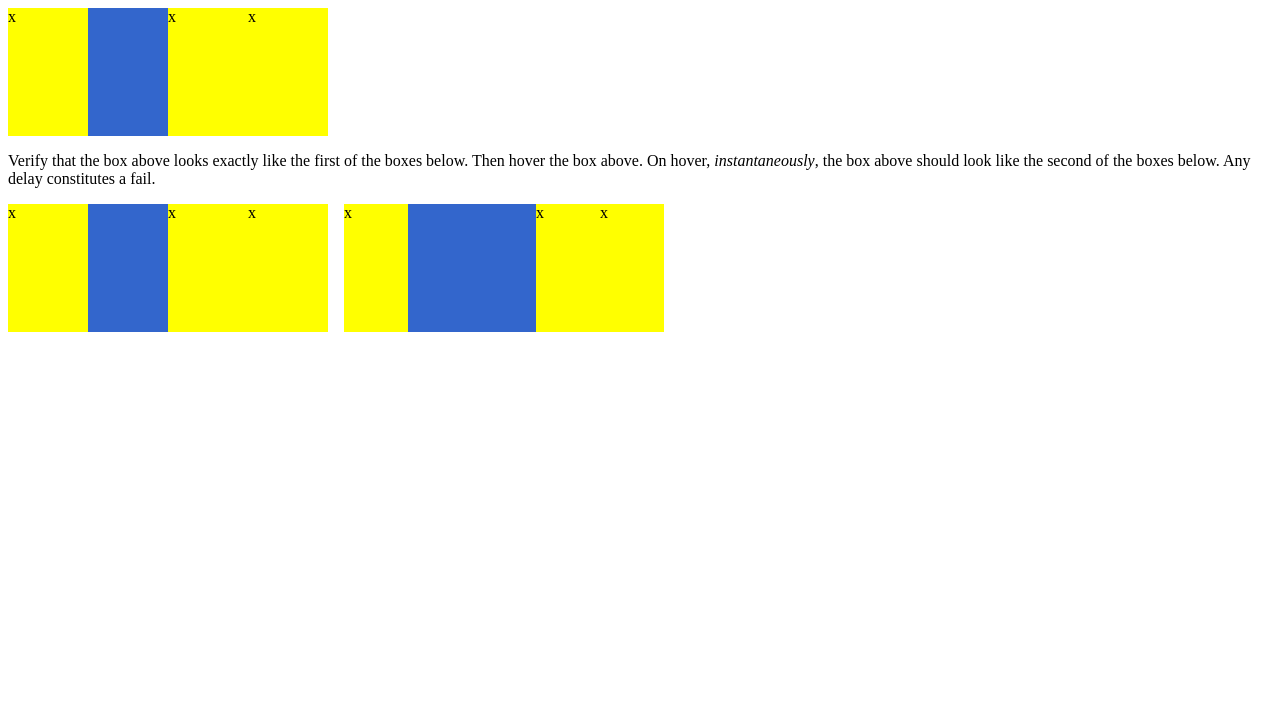 x x x
Verify that the box above looks exactly like the first of the boxes below. Then hover the box above. On hover, instantaneously, the box above should look like the second of the boxes below. Any
delay constitutes a fail.
x x x x x x